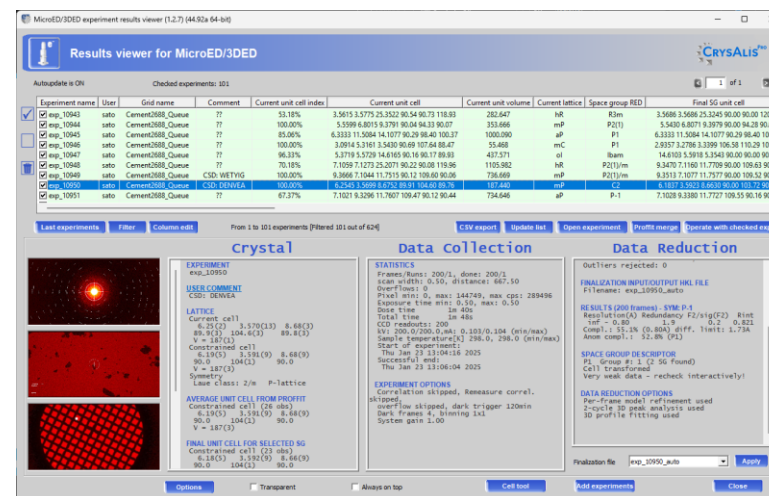 MicroED/3DED experiment results viewer (1.2.7) (44.92a 64-bit)
Results viewer for MicroED/3DED
CRYSALIS PRO
Autoupdate is ON Checked experiments: 101 1 of 1
Experiment name User Grid name Comment Current unit cell index Current unit cell Current unit volume Current lattice Space group RED Final SG unit cell
exp_10943 sato Cement2688_Queue ?? 53.18% 3.5615 3.5775 25.3522 90.54 90.73 118.93 282.647 hR R3m 3.5686 3.5686 25.3245 90.00 90.00 120
exp_10944 sato Cement2688_Queue ?? 100.00% 5.5599 6.8015 9.3791 90.04 94.33 90.07 353.666 mP P2(1) 5.5430 6.8071 9.3979 90.00 94.28 90.
exp_10945 sato Cement2688_Queue ?? 85.06% 6.3333 11.5084 14.1077 90.29 98.40 100.37 1000.090 aP P1 6.3333 11.5084 14.1077 90.29 98.40 10
exp_10946 sato Cement2688_Queue ?? 100.00% 3.0914 5.3161 3.5430 90.69 107.64 88.47 55.468 mC P1 2.9357 3.2786 3.3399 106.58 110.29 10
exp_10947 sato Cement2688_Queue ?? 96.33% 5.3719 5.5729 14.6165 90.16 90.17 89.83 437.571 oI Ibam 14.6103 5.5918 5.3543 90.00 90.00 90
exp_10948 sato Cement2688_Queue ?? 70.18% 7.1059 7.1273 25.2071 90.22 90.08 119.96 1105.982 hR P2(1)/m 9.3470 7.1160 11.7709 90.00 109.63 90
exp_10949 sato Cement2688_Queue CSD: WETYIG 100.00% 9.3666 7.1044 11.7515 90.12 109.60 90.06 736.669 mP P2(1)/m 9.3513 7.1077 11.7577 90.00 109.52 90
exp_10950 sato Cement2688_Queue CSD: DENVEA 100.00% 6.2545 3.5699 8.6752 89.91 104.60 89.76 187.440 mP C2 6.1837 3.5923 8.6630 90.00 103.72 90
exp_10951 sato Cement2688_Queue ?? 67.37% 7.1021 9.3296 11.7607 109.47 90.12 90.44 734.646 aP P-1 7.1028 9.3380 11.7727 109.55 90.16 90
Last experiments Filter Column edit From 1 to 101 experiments [Filtered 101 out of 624] CSV export Update list Open experiment Proffit merge Operate with checked exp
Crystal
EXPERIMENT
exp_10950
USER COMMENT
CSD: DENVEA
LATTICE
Current cell
6.25(2) 3.570(13) 8.68(3)
89.9(3) 104.6(3) 89.8(3)
V = 187(1)
Constrained cell
6.19(5) 3.591(9) 8.68(9)
90.0 104(1) 90.0
V = 187(3)
Symmetry
Laue class: 2/m P-lattice
AVERAGE UNIT CELL FROM PROFFIT
Constrained cell (26 obs)
6.19(5) 3.591(9) 8.68(9)
90.0 104(1) 90.0
V = 187(3)
FINAL UNIT CELL FOR SELECTED SG
Constrained cell (23 obs)
6.18(5) 3.592(9) 8.66(9)
90.0 104(1) 90.0
Data Collection
STATISTICS
Frames/Runs: 200/1, done: 200/1
scan width: 0.50, distance: 667.50
Overflows: 0
Pixel min: 0, max: 144749, max cps: 289496
Exposure time min: 0.50, max: 0.50
Dose time 1m 40s
Total time 1m 48s
CCD readouts: 200
kV: 200.0/200.0,mA: 0.103/0.104 (min/max)
Sample temperature[K] 298.0, 298.0 (min/max)
Start of experiment:
Thu Jan 23 13:04:16 2025
Successful end:
Thu Jan 23 13:06:04 2025
EXPERIMENT OPTIONS
Correlation skipped, Remeasure correl.
skipped,
overflow skipped, dark trigger 120min
Dark frames 4, binning 1x1
System gain 1.00
Data Reduction
Outliers rejected: 0
FINALIZATION INPUT/OUTPUT HKL FILE
Filename: exp_10950_auto
RESULTS (200 frames) - SYM: P-1
Resolution(A) Redundancy F2/sig(F2) Rint
inf - 0.80 1.9 0.2 0.821
Compl.: 55.1% (0.80A) diff. limit: 1.73A
Anom compl.: 52.8% (P1)
SPACE GROUP DESCRIPTOR
P1 Group #: 1 (2 SG found)
Cell transformed
Very weak data - recheck interactively!
DATA REDUCTION OPTIONS
Per-frame model refinement used
2-cycle 3D peak analysis used
3D profile fitting used
Finalization file exp_10950_auto Apply
Options Transparent Always on top Cell tool Add experiments Close